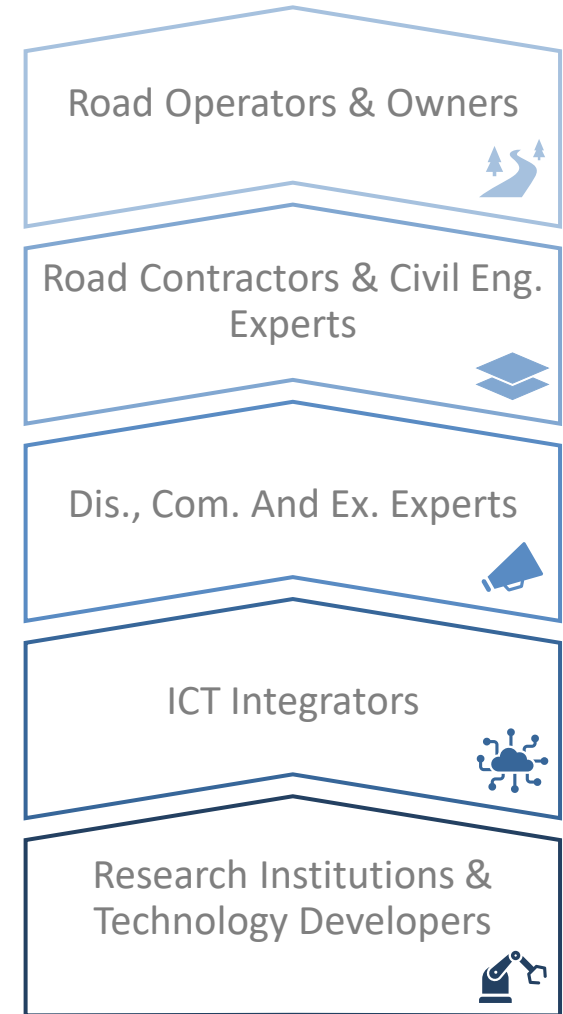 Road Operators & Owners
Road Contractors & Civil Eng.
Experts
Dis., Com. And Ex. Experts
ICT Integrators
Research Institutions &
Technology Developers